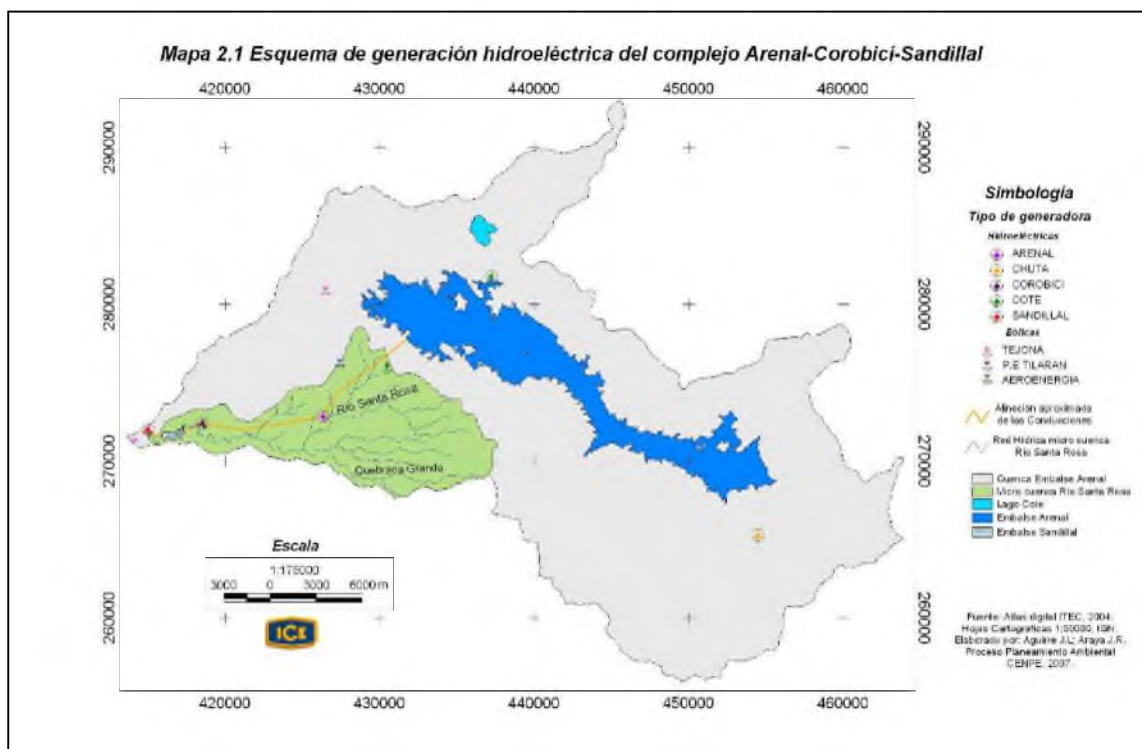 Mapa 2.1 Esquema de generación hidroeléctrica del complejo Arenal-Corobicí-Sandillal
420000 430000 440000 450000 460000
290000
280000
270000
260000
290000
280000
270000
260000
Río Santa Rosa
Quebrada Grande
Escala
1:175000
3000 0 3000 6000 m
ICE
420000 430000 440000 450000 460000
Simbología
Tipo de generadora
Hidroeléctricas
ARENAL
CHUTA
COROBICI
COTE
SANDILLAL
Eólicas
TEJONA
P.E TILARAN
AEROENERGIA
Alineción aproximada
de las Conducciones
Red Hídrica micro cuenca
Río Santa Rosa
Cuenca Embalse Arenal
Micro cuenca Río Santa Rosa
Lago Cote
Embalse Arenal
Embalse Sandillal
Fuente: Atlas digital ITEC, 2004.
Hojas Cartograficas 1:50000, IGN.
Elaborado por: Aguirre J.L; Araya J.R.
Proceso Planeamiento Ambiental
CENPE, 2007.